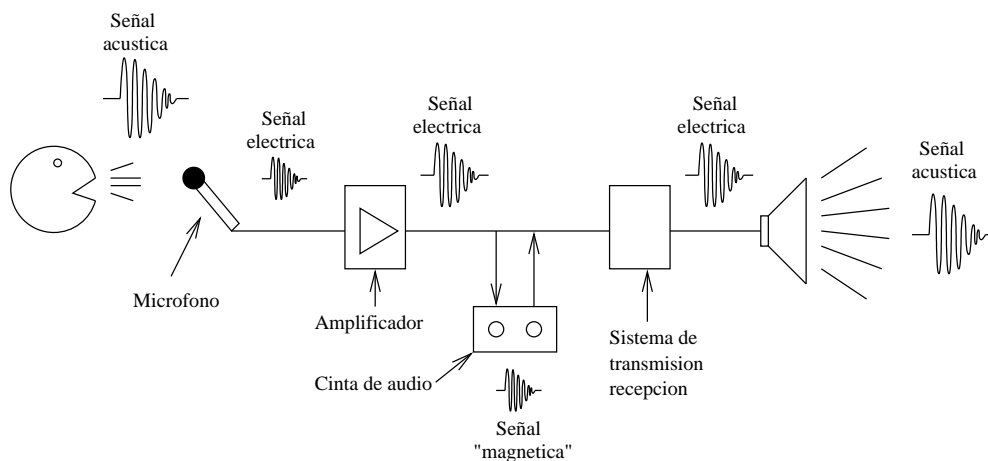 Señal
acustica
Señal
electrica
Señal
electrica
Señal
electrica
Señal
acustica
Microfono
Amplificador
Cinta de audio
Sistema de
transmision
recepcion
Señal
"magnetica"